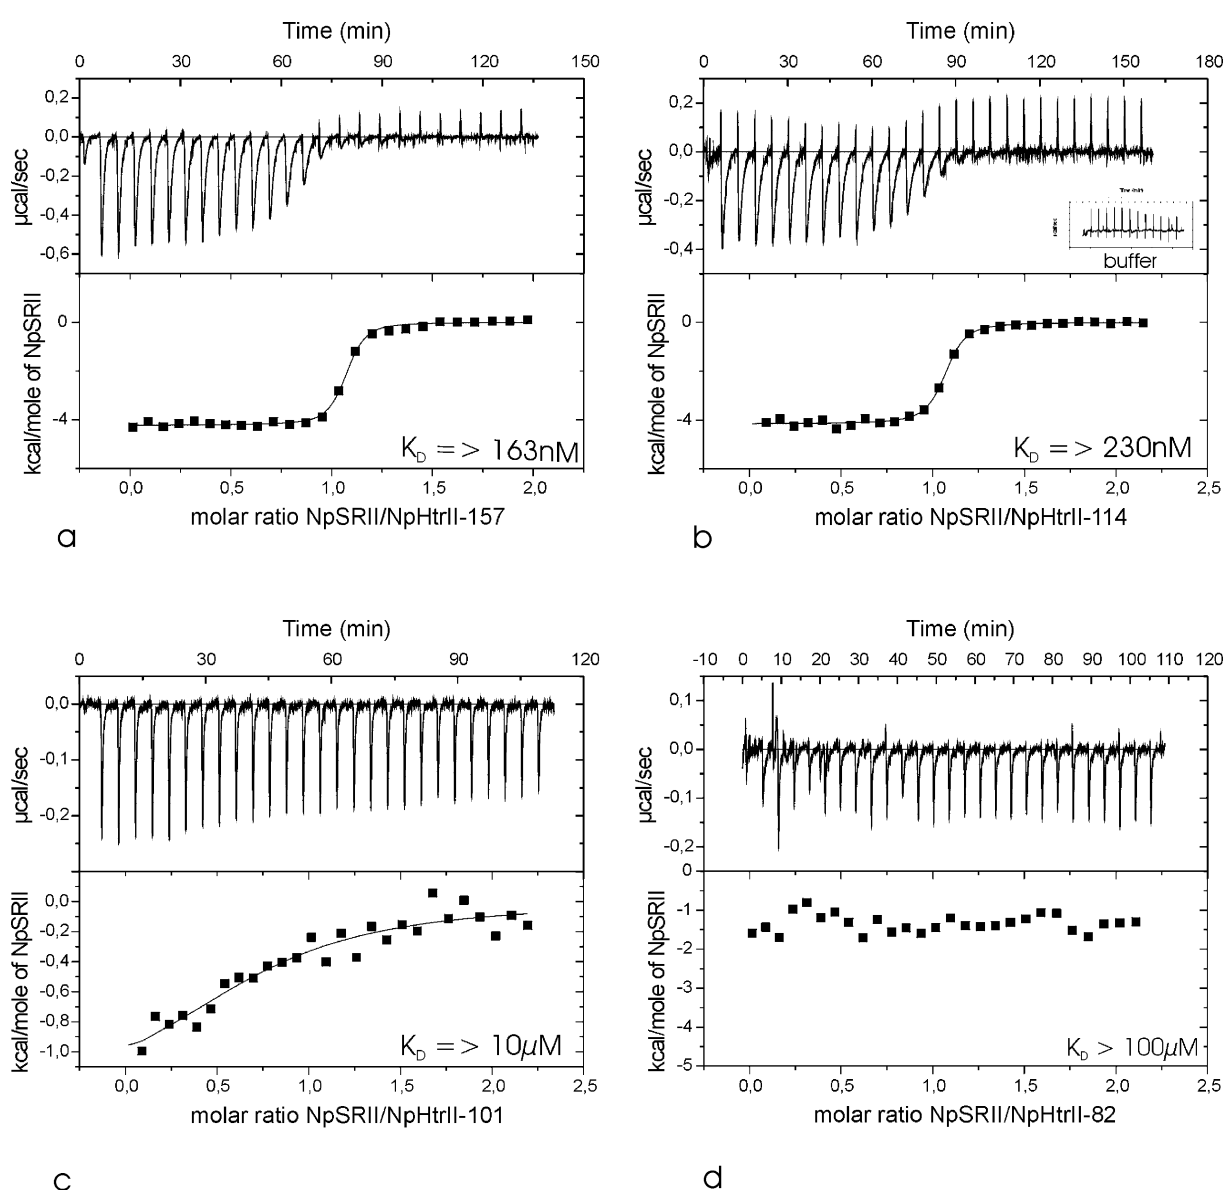 Time (min)
0 30 60 90 120 150
0,2
0,0
-0,2
-0,4
-0,6
µcal/sec
0
-4
kcal/mole of NpSRII
K_D => 163nM
0,0 0,5 1,0 1,5 2,0
molar ratio NpSRII/NpHtrII-157
a
Time (min)
0 30 60 90 120 150 180
0,2
0,0
-0,2
-0,4
µcal/sec
Time (min)
buffer
0
-4
kcal/mole of NpSRII
K_D => 230nM
0,0 0,5 1,0 1,5 2,0 2,5
molar ratio NpSRII/NpHtrII-114
b
Time (min)
0 30 60 90 120
0,0
-0,1
-0,2
µcal/sec
0,0
-0,2
-0,4
-0,6
-0,8
-1,0
kcal/mole of NpSRII
K_D => 10µM
0,0 0,5 1,0 1,5 2,0 2,5
molar ratio NpSRII/NpHtrII-101
c
Time (min)
-10 0 10 20 30 40 50 60 70 80 90 100 110 120
0,1
0,0
-0,1
-0,2
µcal/sec
0
-1
-2
-3
-4
-5
kcal/mole of NpSRII
K_D > 100µM
0,0 0,5 1,0 1,5 2,0 2,5
molar ratio NpSRII/NpHtrII-82
d